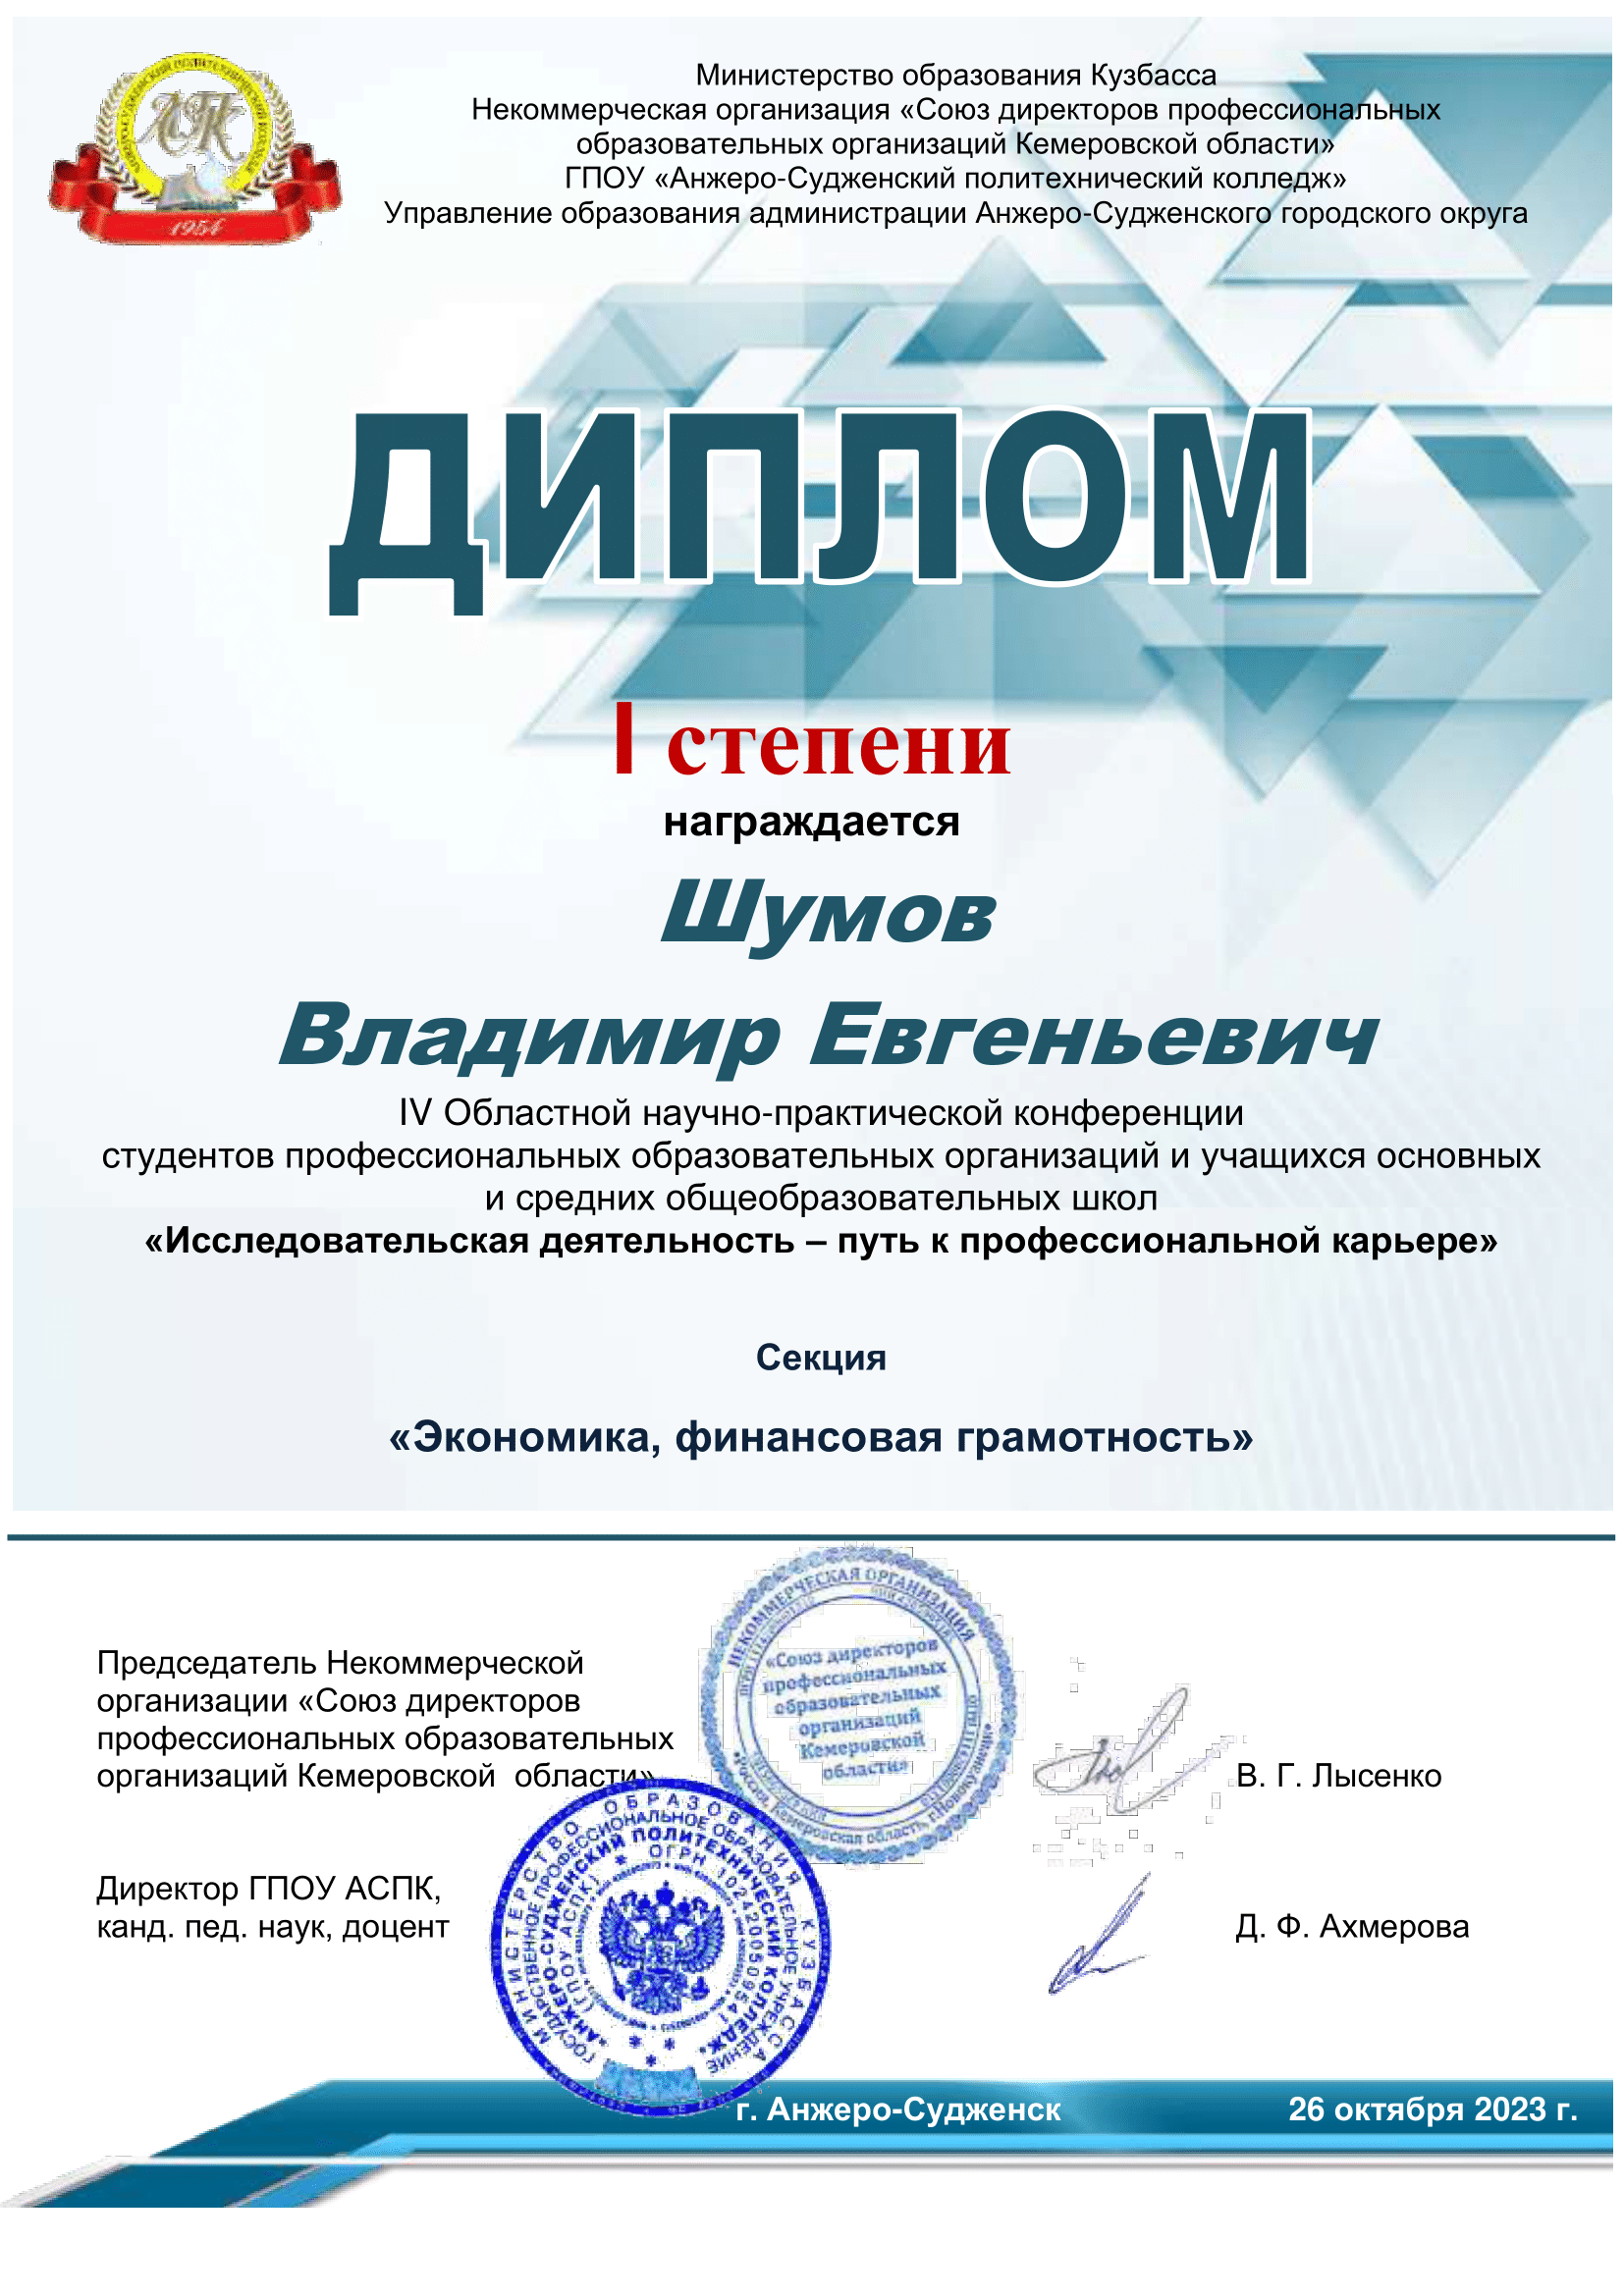 Министерство образования Кузбасса
Некоммерческая организация «Союз директоров профессиональных
образовательных организаций Кемеровской области»
ГПОУ «Анжеро-Судженский политехнический колледж»
Управление образования администрации Анжеро-Судженского городского округа
1954
ДИПЛОМ
I степени
награждается
Шумов
Владимир Евгеньевич
IV Областной научно-практической конференции
студентов профессиональных образовательных организаций и учащихся основных
и средних общеобразовательных школ
«Исследовательская деятельность – путь к профессиональной карьере»
Секция
«Экономика, финансовая грамотность»
НЕКОММЕРЧЕСКАЯ ОРГАНИЗАЦИЯ
«Союз директоров
профессиональных
образовательных
организаций
Кемеровской
области»
Кемеровская область, г.Новокузнецк
Председатель Некоммерческой
организации «Союз директоров
профессиональных образовательных
организаций Кемеровской области»
В. Г. Лысенко
МИНИСТЕРСТВО ОБРАЗОВАНИЯ КУЗБАССА
ГОСУДАРСТВЕННОЕ ПРОФЕССИОНАЛЬНОЕ ОБРАЗОВАТЕЛЬНОЕ УЧРЕЖДЕНИЕ
«АНЖЕРО-СУДЖЕНСКИЙ ПОЛИТЕХНИЧЕСКИЙ КОЛЛЕДЖ»
(ГПОУ АСПК) * ОГРН 1024200509541
Директор ГПОУ АСПК,
канд. пед. наук, доцент
Д. Ф. Ахмерова
г. Анжеро-Судженск
26 октября 2023 г.